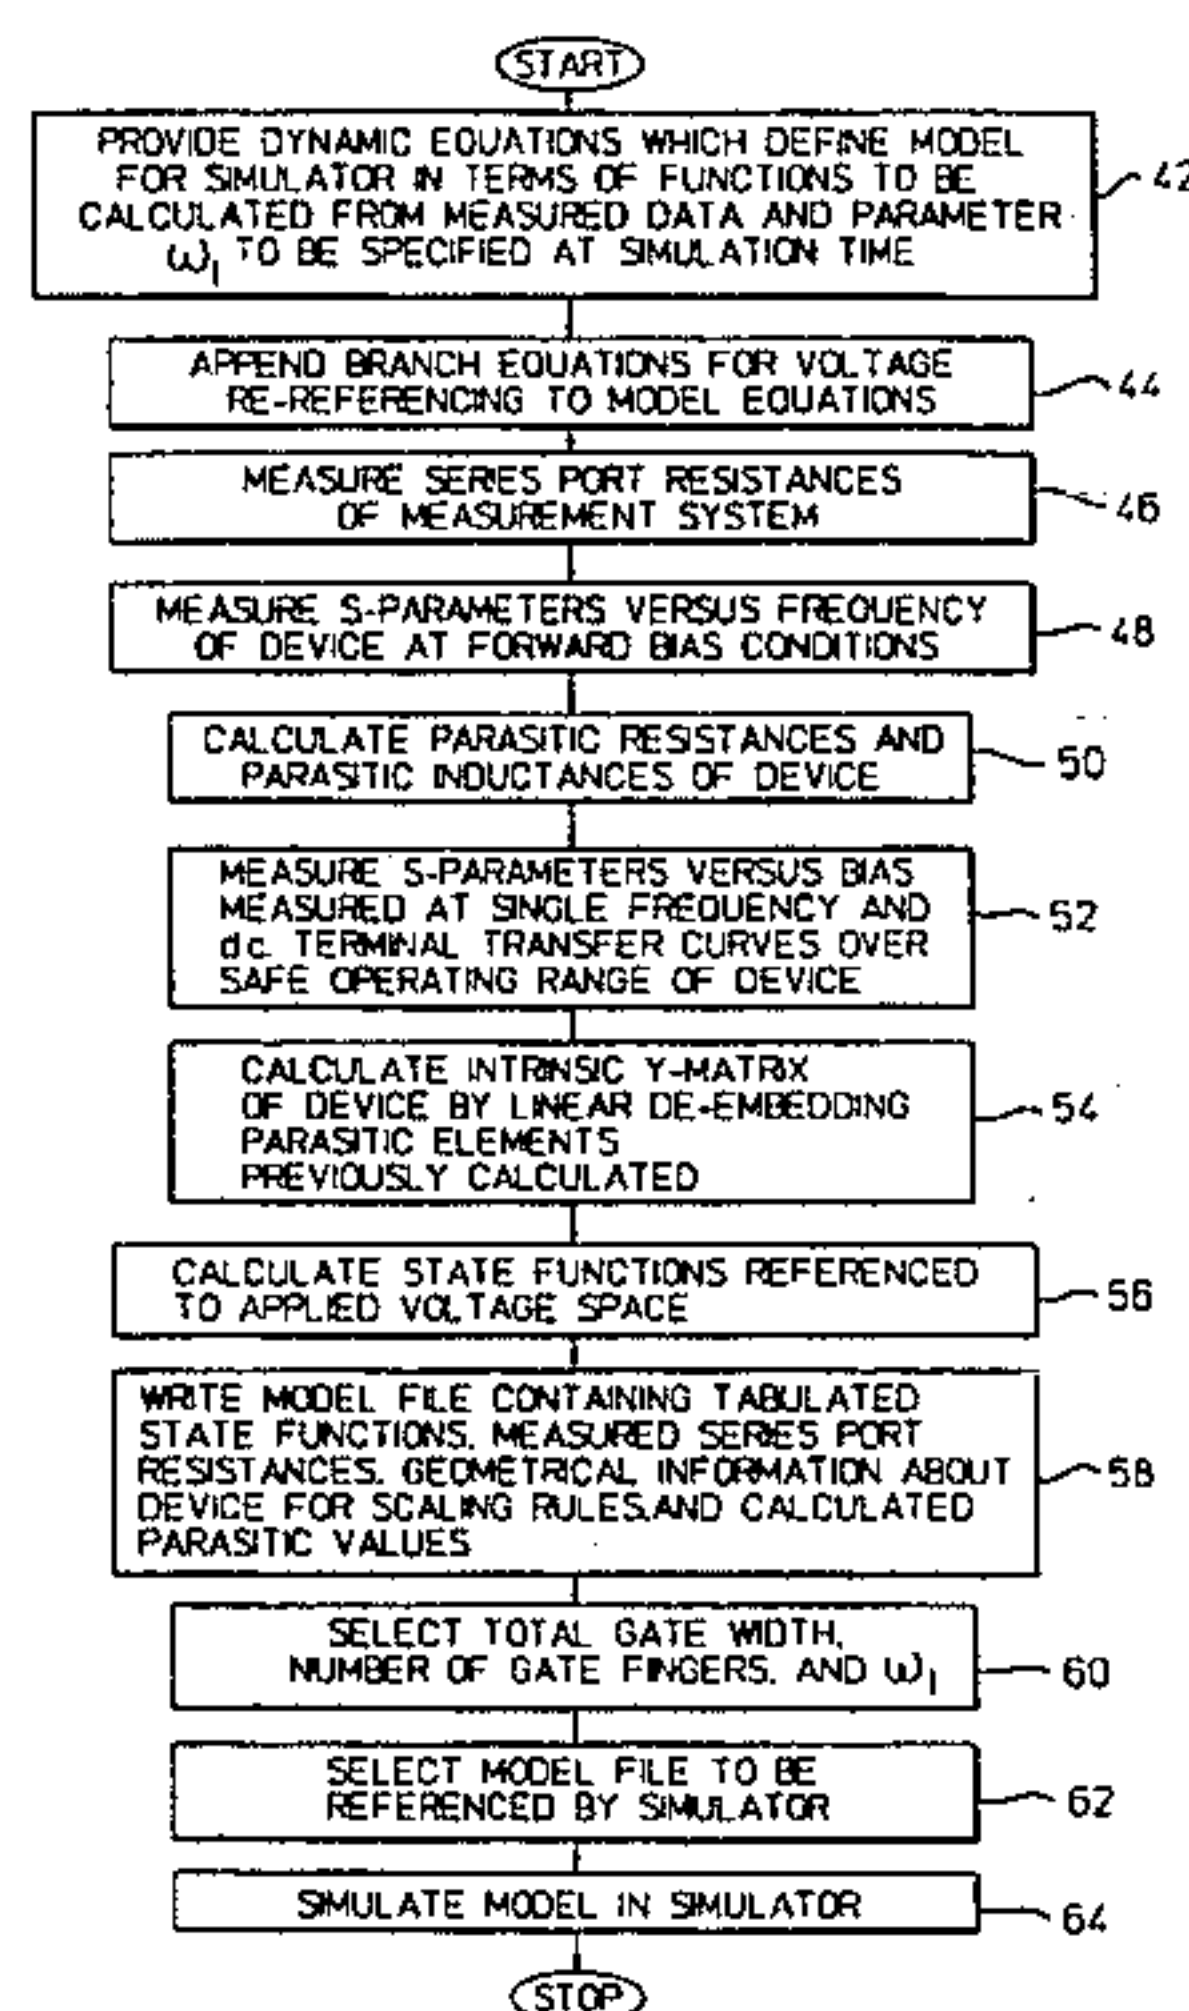 START
PROVIDE DYNAMIC EQUATIONS WHICH DEFINE MODEL
FOR SIMULATOR IN TERMS OF FUNCTIONS TO BE
CALCULATED FROM MEASURED DATA AND PARAMETER
ω₁ TO BE SPECIFIED AT SIMULATION TIME
42
APPEND BRANCH EQUATIONS FOR VOLTAGE
RE-REFERENCING TO MODEL EQUATIONS
44
MEASURE SERIES PORT RESISTANCES
OF MEASUREMENT SYSTEM
46
MEASURE S-PARAMETERS VERSUS FREQUENCY
OF DEVICE AT FORWARD BIAS CONDITIONS
48
CALCULATE PARASITIC RESISTANCES AND
PARASITIC INDUCTANCES OF DEVICE
50
MEASURE S-PARAMETERS VERSUS BIAS
MEASURED AT SINGLE FREQUENCY AND
dc. TERMINAL TRANSFER CURVES OVER
SAFE OPERATING RANGE OF DEVICE
52
CALCULATE INTRINSIC Y-MATRIX
OF DEVICE BY LINEAR DE-EMBEDDING
PARASITIC ELEMENTS
PREVIOUSLY CALCULATED
54
CALCULATE STATE FUNCTIONS REFERENCED
TO APPLIED VOLTAGE SPACE
56
WRITE MODEL FILE CONTAINING TABULATED
STATE FUNCTIONS, MEASURED SERIES PORT
RESISTANCES, GEOMETRICAL INFORMATION ABOUT
DEVICE FOR SCALING RULES,AND CALCULATED
PARASITIC VALUES
58
SELECT TOTAL GATE WIDTH,
NUMBER OF GATE FINGERS, AND ω₁
60
SELECT MODEL FILE TO BE
REFERENCED BY SIMULATOR
62
SIMULATE MODEL IN SIMULATOR
64
STOP